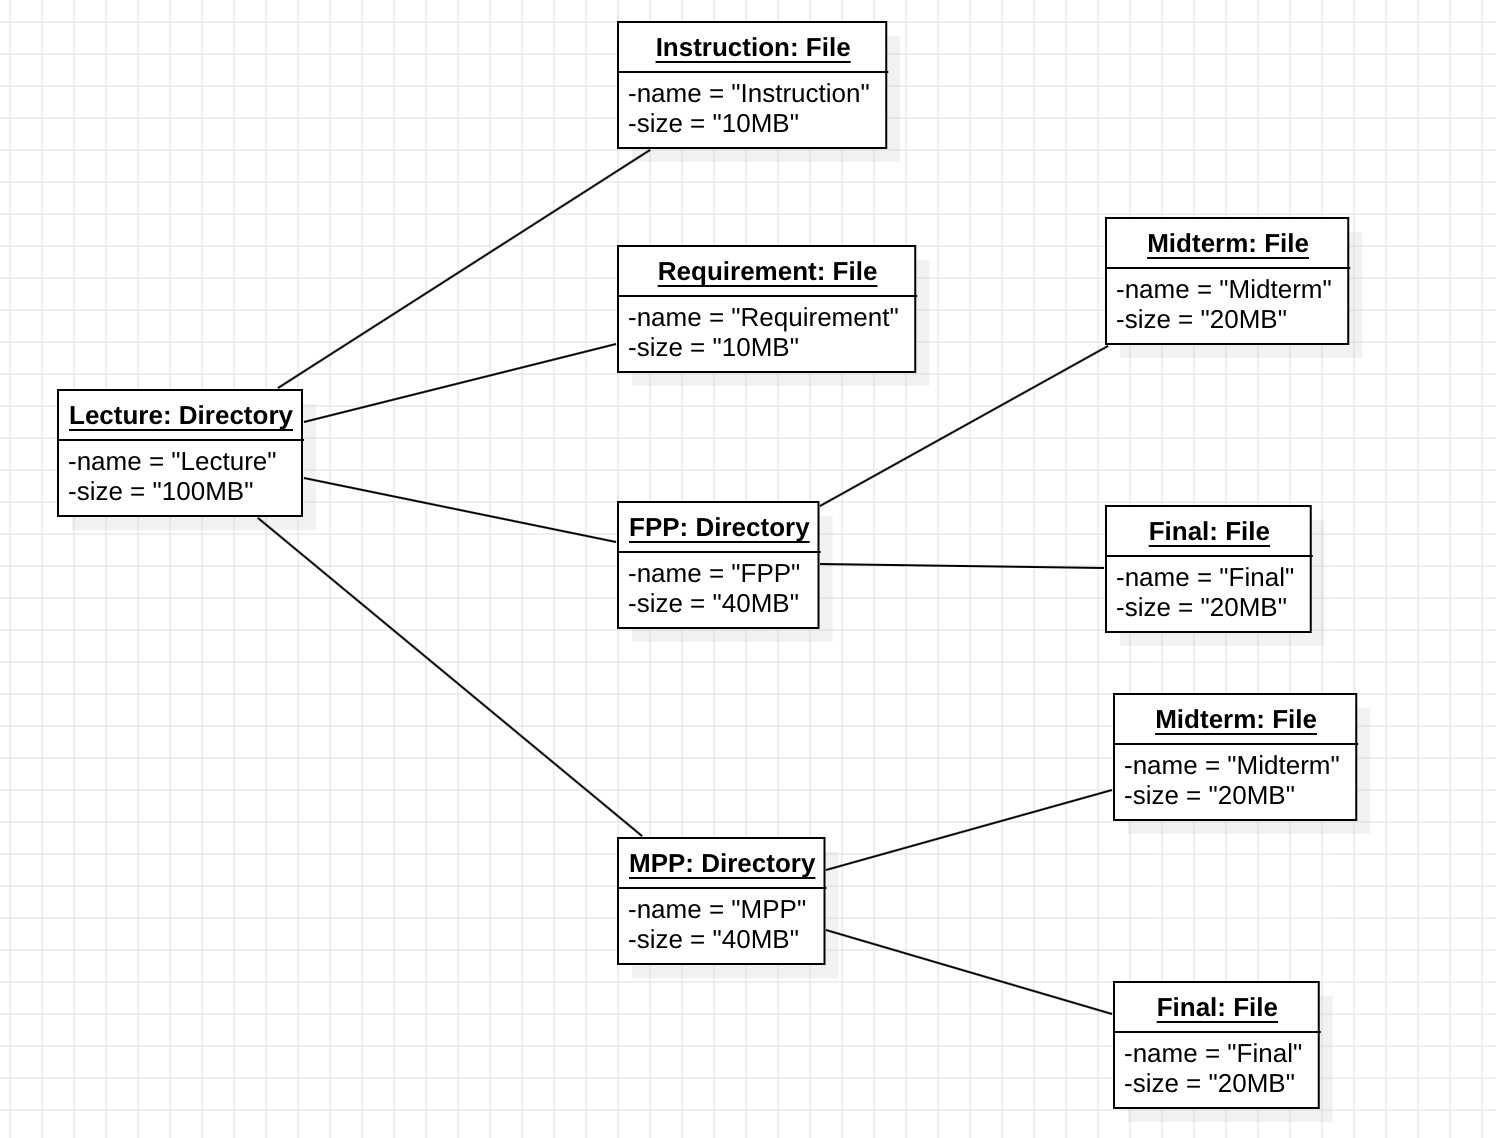 Instruction: File
-name = "Instruction"
-size = "10MB"
Requirement: File
-name = "Requirement"
-size = "10MB"
Midterm: File
-name = "Midterm"
-size = "20MB"
Lecture: Directory
-name = "Lecture"
-size = "100MB"
FPP: Directory
-name = "FPP"
-size = "40MB"
Final: File
-name = "Final"
-size = "20MB"
Midterm: File
-name = "Midterm"
-size = "20MB"
MPP: Directory
-name = "MPP"
-size = "40MB"
Final: File
-name = "Final"
-size = "20MB"